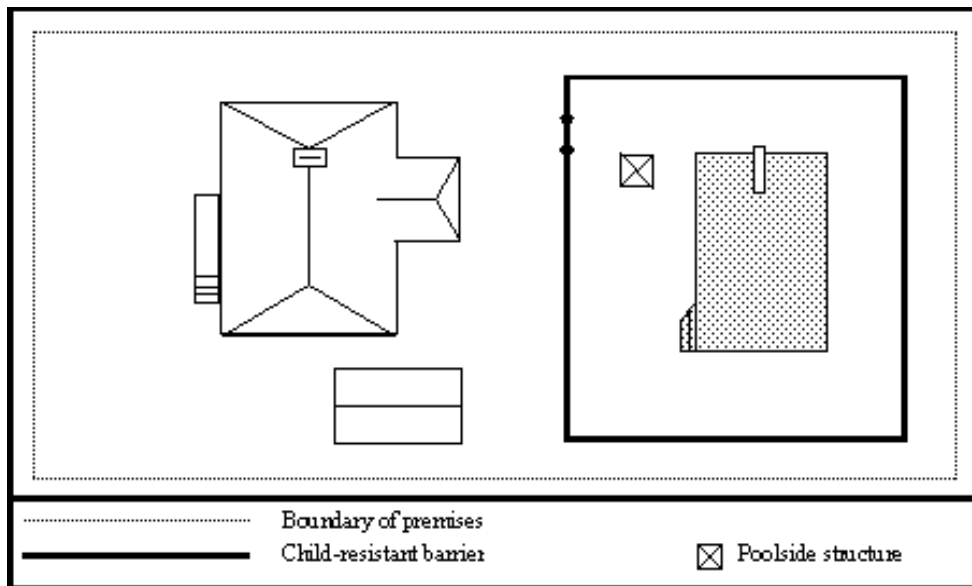 Boundary of premises
Child-resistant barrier
Poolside structure